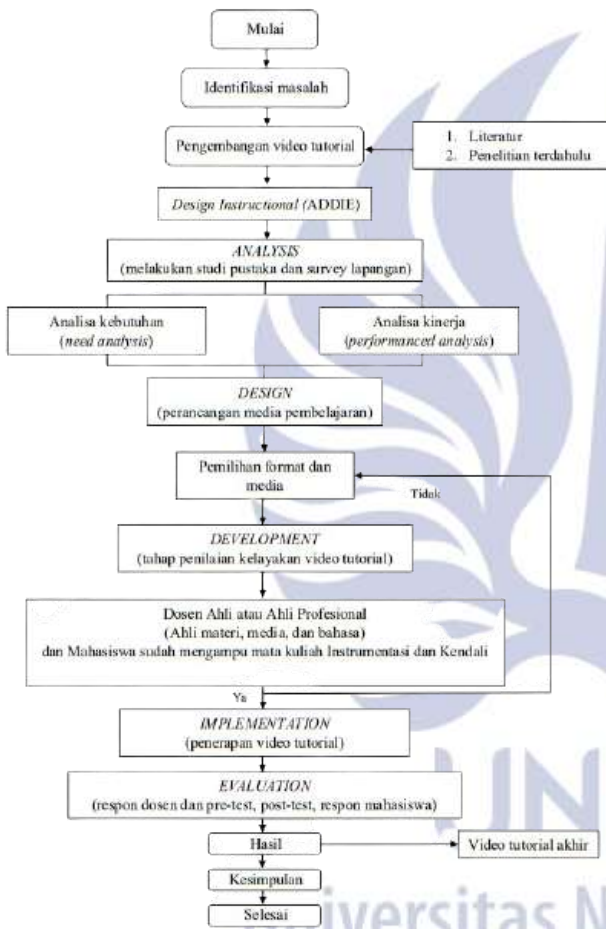 Mulai
Identifikasi masalah
Pengembangan video tutorial
1. Literatur
2. Penelitian terdahulu
Design Instructional (ADDIE)
ANALYSIS
(melakukan studi pustaka dan survey lapangan)
Analisa kebutuhan
(need analysis)
Analisa kinerja
(performanced analysis)
DESIGN
(perancangan media pembelajaran)
Pemilihan format dan
media
Tidak
DEVELOPMENT
(tahap penilaian kelayakan video tutorial)
Dosen Ahli atau Ahli Profesional
(Ahli materi, media, dan bahasa)
dan Mahasiswa sudah mengampu mata kuliah Instrumentasi dan Kendali
Ya
IMPLEMENTATION
(penerapan video tutorial)
EVALUATION
(respon dosen dan pre-test, post-test, respon mahasiswa)
Hasil
Video tutorial akhir
Kesimpulan
Selesai
UN
Universitas N